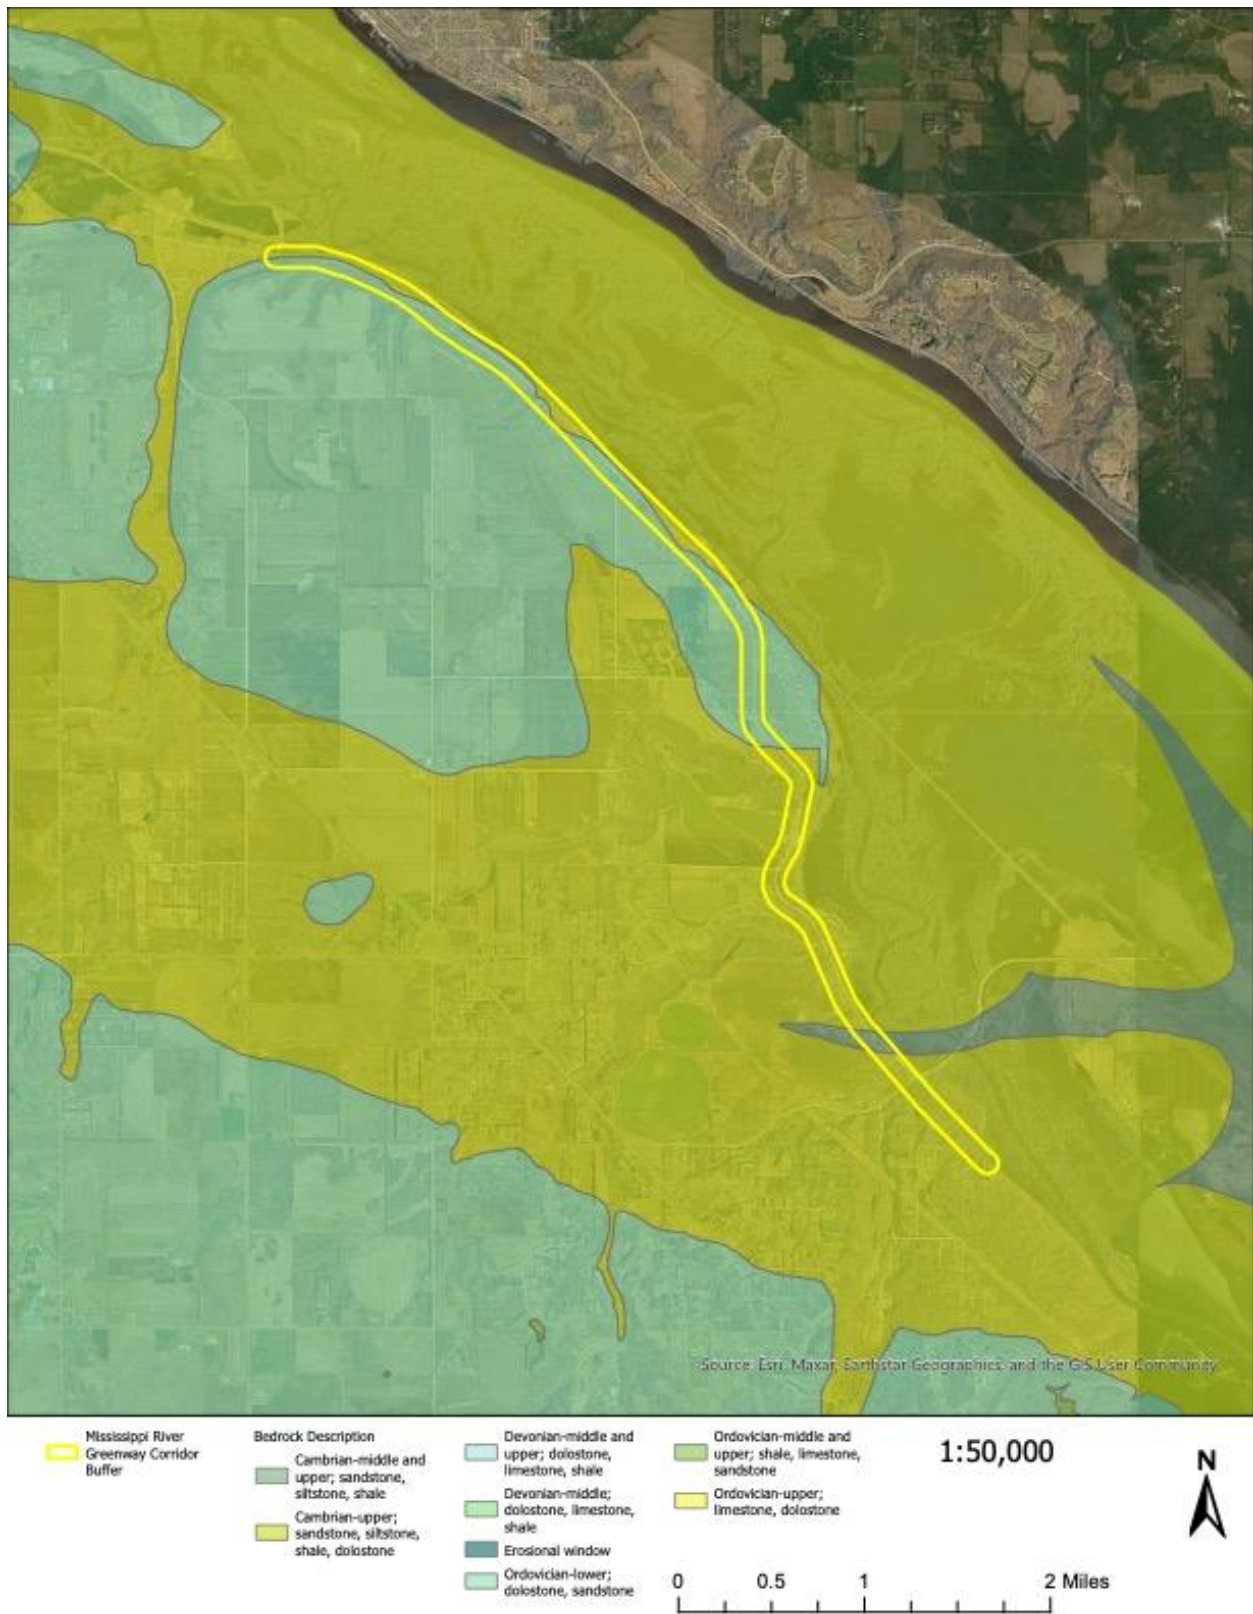 Source: Esri, Maxar, Earthstar Geographics, and the GIS User Community
Mississippi River
Greenway Corridor
Buffer
Bedrock Description
Cambrian-middle and
upper; sandstone,
siltstone, shale
Cambrian-upper;
sandstone, siltstone,
shale, dolostone
Devonian-middle and
upper; dolostone,
limestone, shale
Devonian-middle;
dolostone, limestone,
shale
Erosional window
Ordovician-lower;
dolostone, sandstone
Ordovician-middle and
upper; shale, limestone,
sandstone
Ordovician-upper;
limestone, dolostone
1:50,000
N
0 0.5 1 2 Miles